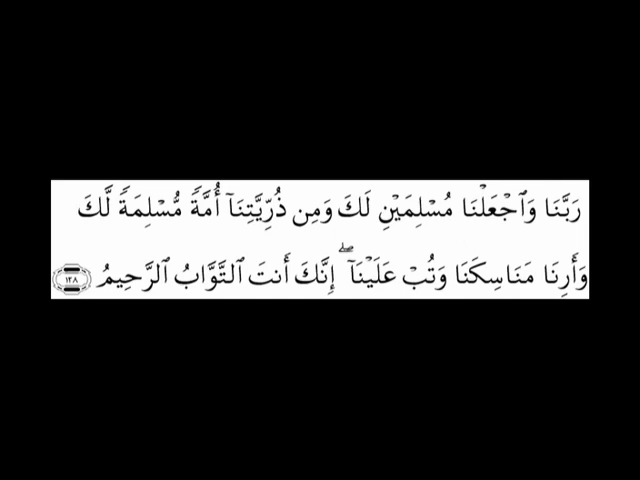 رَبَّنَا وَٱجْعَلْنَا مُسْلِمَيْنِ لَكَ وَمِن ذُرِّيَّتِنَآ أُمَّةً مُّسْلِمَةً لَّكَ
وَأَرِنَا مَنَاسِكَنَا وَتُبْ عَلَيْنَآ ۖ إِنَّكَ أَنتَ ٱلتَّوَّابُ ٱلرَّحِيمُ ١٢٨